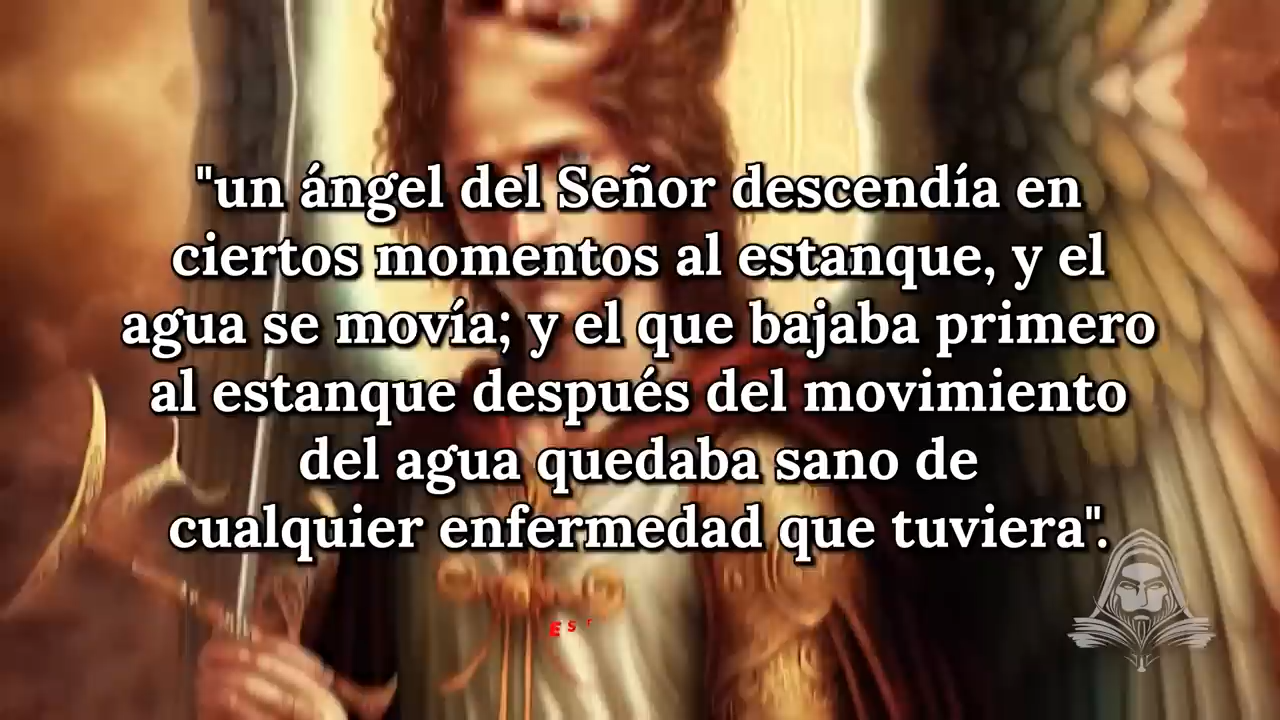 "un ángel del Señor descendía en
ciertos momentos al estanque, y el
agua se movía; y el que bajaba primero
al estanque después del movimiento
del agua quedaba sano de
cualquier enfermedad que tuviera".